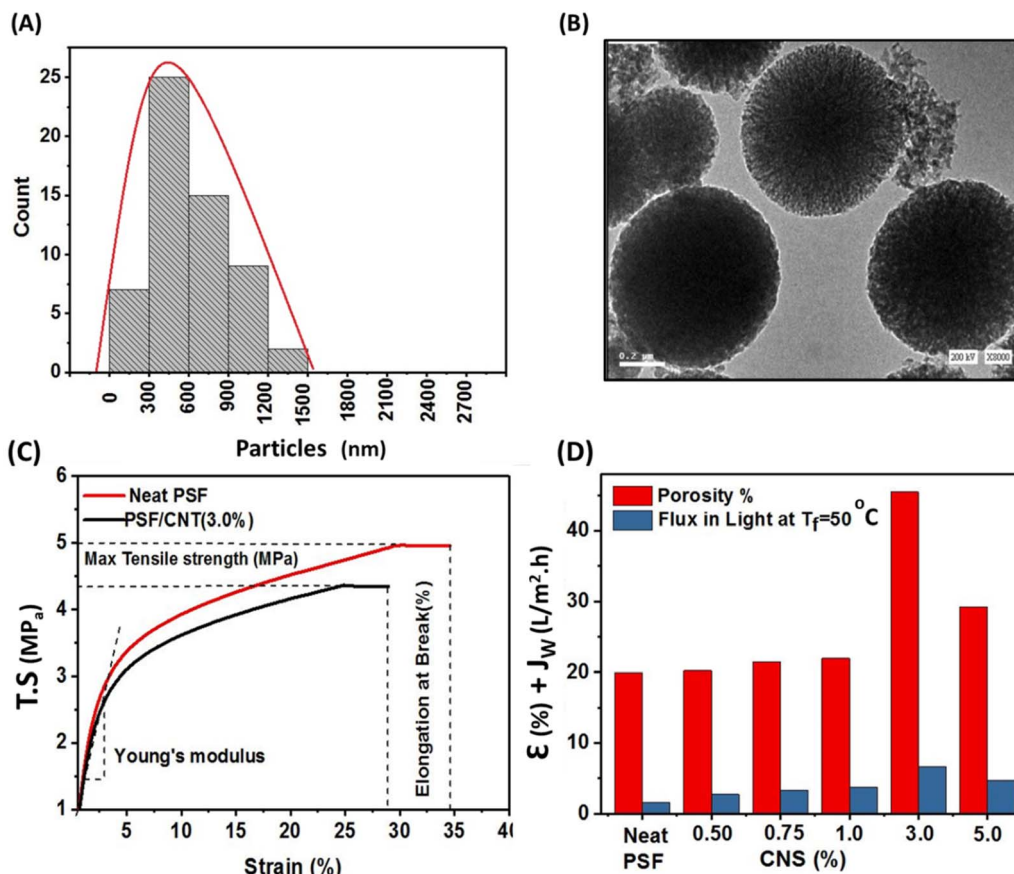 (A)
Count
25
20
15
10
5
0
0
300
600
900
1200
1500
1800
2100
2400
2700
Particles (nm)
(B)
0.2 µm
200 kV
X8000
(C)
T.S (MPa)
6
5
4
3
2
1
Neat PSF
PSF/CNT(3.0%)
Max Tensile strength (MPa)
Elongation at Break(%)
Young's modulus
5
10
15
20
25
30
35
40
Strain (%)
(D)
Ɛ (%) + JW (L/m².h)
40
30
20
10
0
Porosity %
Flux in Light at Tf=50 °C
Neat PSF
0.50
0.75
1.0
3.0
5.0
CNS (%)